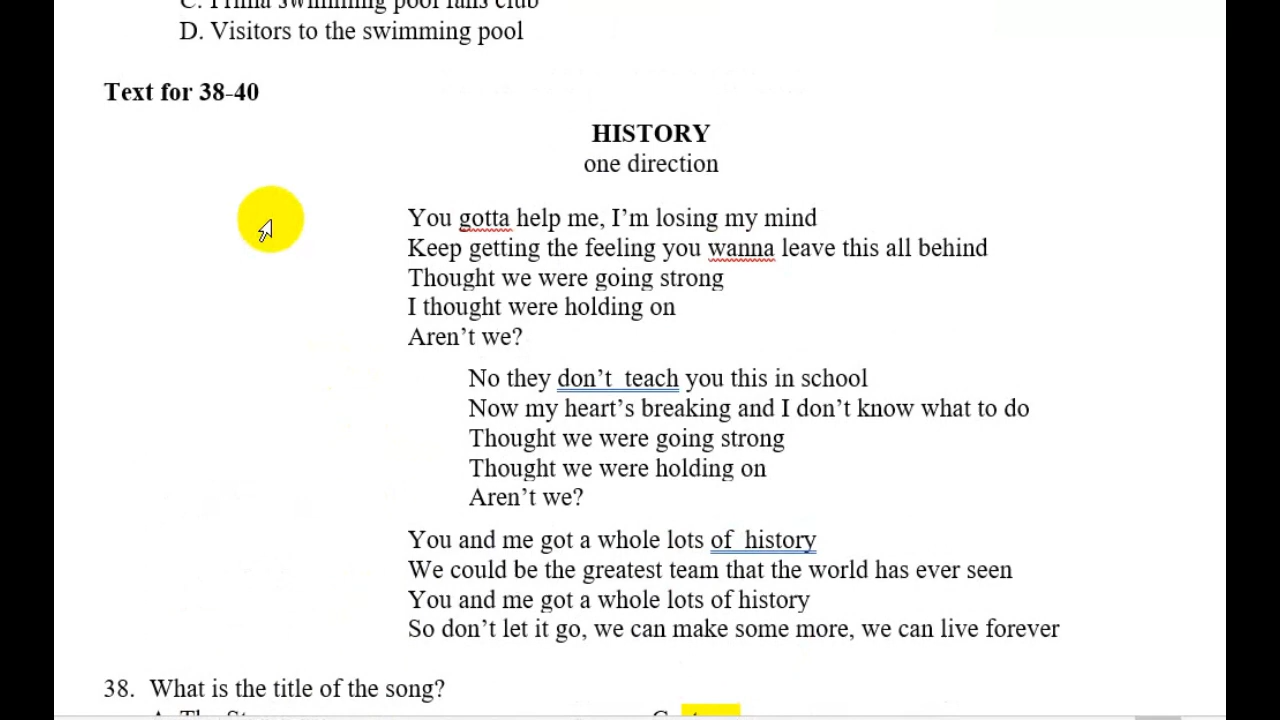 C. Prima swimming pool fans club
D. Visitors to the swimming pool
Text for 38-40
HISTORY
one direction
You gotta help me, I’m losing my mind
Keep getting the feeling you wanna leave this all behind
Thought we were going strong
I thought were holding on
Aren’t we?
No they don’t  teach you this in school
Now my heart’s breaking and I don’t know what to do
Thought we were going strong
Thought we were holding on
Aren’t we?
You and me got a whole lots of  history
We could be the greatest team that the world has ever seen
You and me got a whole lots of history
So don’t let it go, we can make some more, we can live forever
38.  What is the title of the song?